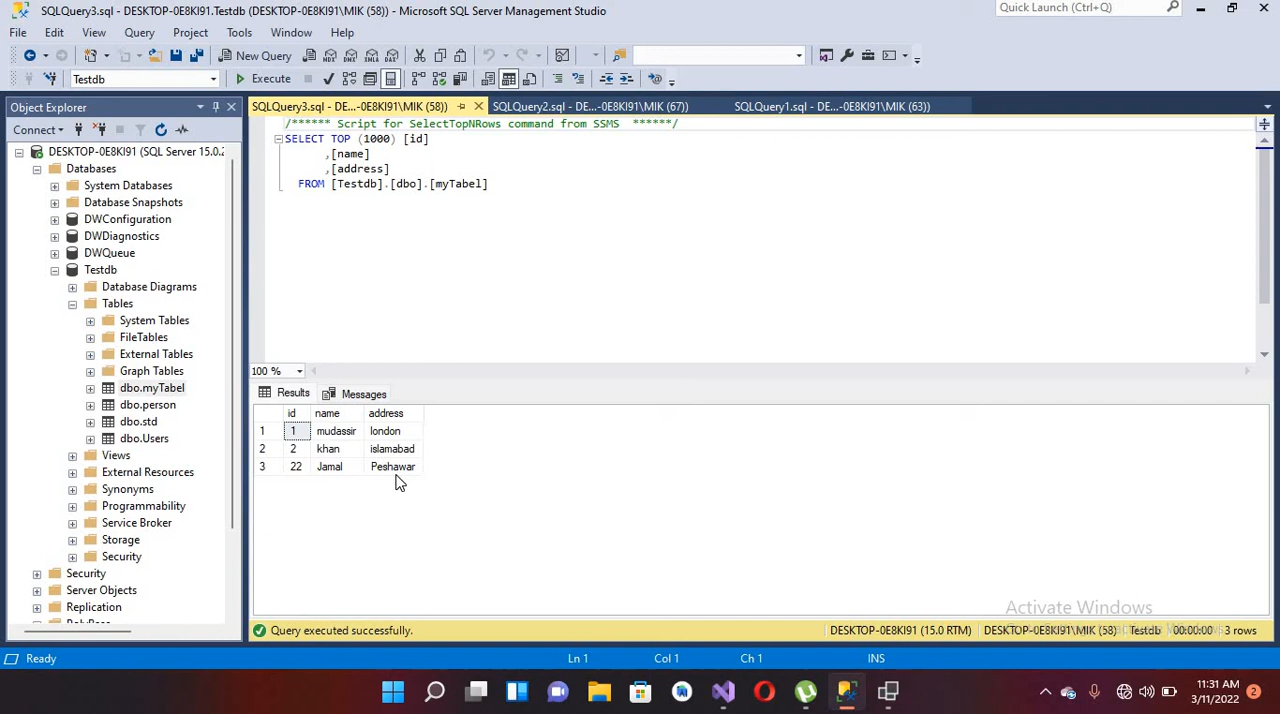 SQLQuery3.sql - DESKTOP-0E8KI91.Testdb (DESKTOP-0E8KI91\MIK (58)) - Microsoft SQL Server Management Studio
Quick Launch (Ctrl+Q)
File Edit View Query Project Tools Window Help
New Query
Testdb
Execute
Object Explorer
SQLQuery3.sql - DE...-0E8KI91\MIK (58))
SQLQuery2.sql - DE...-0E8KI91\MIK (67))
SQLQuery1.sql - DE...-0E8KI91\MIK (63))
Connect
DESKTOP-0E8KI91 (SQL Server 15.0.2
Databases
System Databases
Database Snapshots
DWConfiguration
DWDiagnostics
DWQueue
Testdb
Database Diagrams
Tables
System Tables
FileTables
External Tables
Graph Tables
dbo.myTabel
dbo.person
dbo.std
dbo.Users
Views
External Resources
Synonyms
Programmability
Service Broker
Storage
Security
Security
Server Objects
Replication
/****** Script for SelectTopNRows command from SSMS  ******/
SELECT TOP (1000) [id]
,[name]
,[address]
FROM [Testdb].[dbo].[myTabel]
100 %
Results Messages
id name address
1 1 mudassir london
2 2 khan islamabad
3 22 Jamal Peshawar
Activate Windows
Query executed successfully.
DESKTOP-0E8KI91 (15.0 RTM) DESKTOP-0E8KI91\MIK (58) Testdb 00:00:00 3 rows
Ready Ln 1 Col 1 Ch 1 INS
11:31 AM
3/11/2022
2